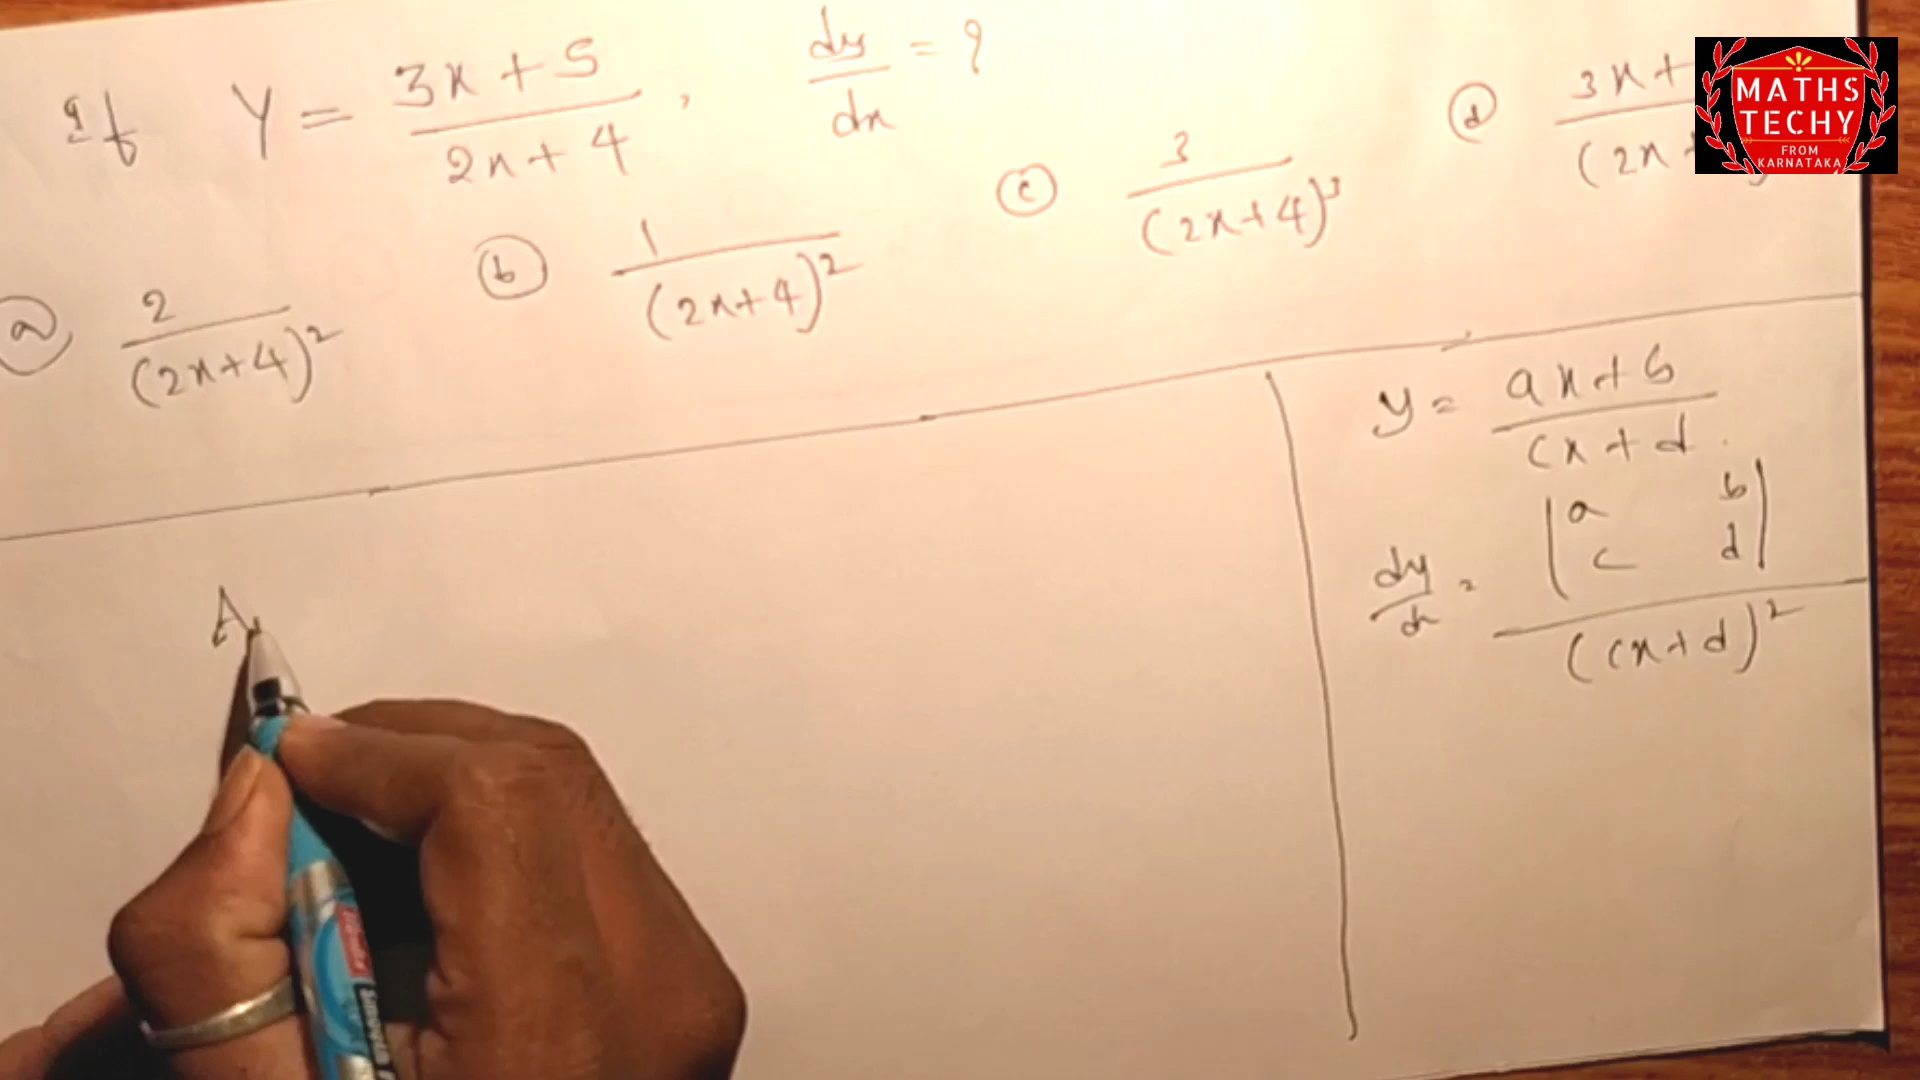 If Y = 3x+5 / 2x+4 , dy/dx = ?
(a) 2 / (2x+4)² (b) 1 / (2x+4)² (c) 3 / (2x+4)³ (d) 3x+ / (2x+
y = ax+b / cx+d .
dy/dx = | a b |
| c d |
/ (cx+d)²
A
MATHS
TECHY
FROM
KARNATAKA